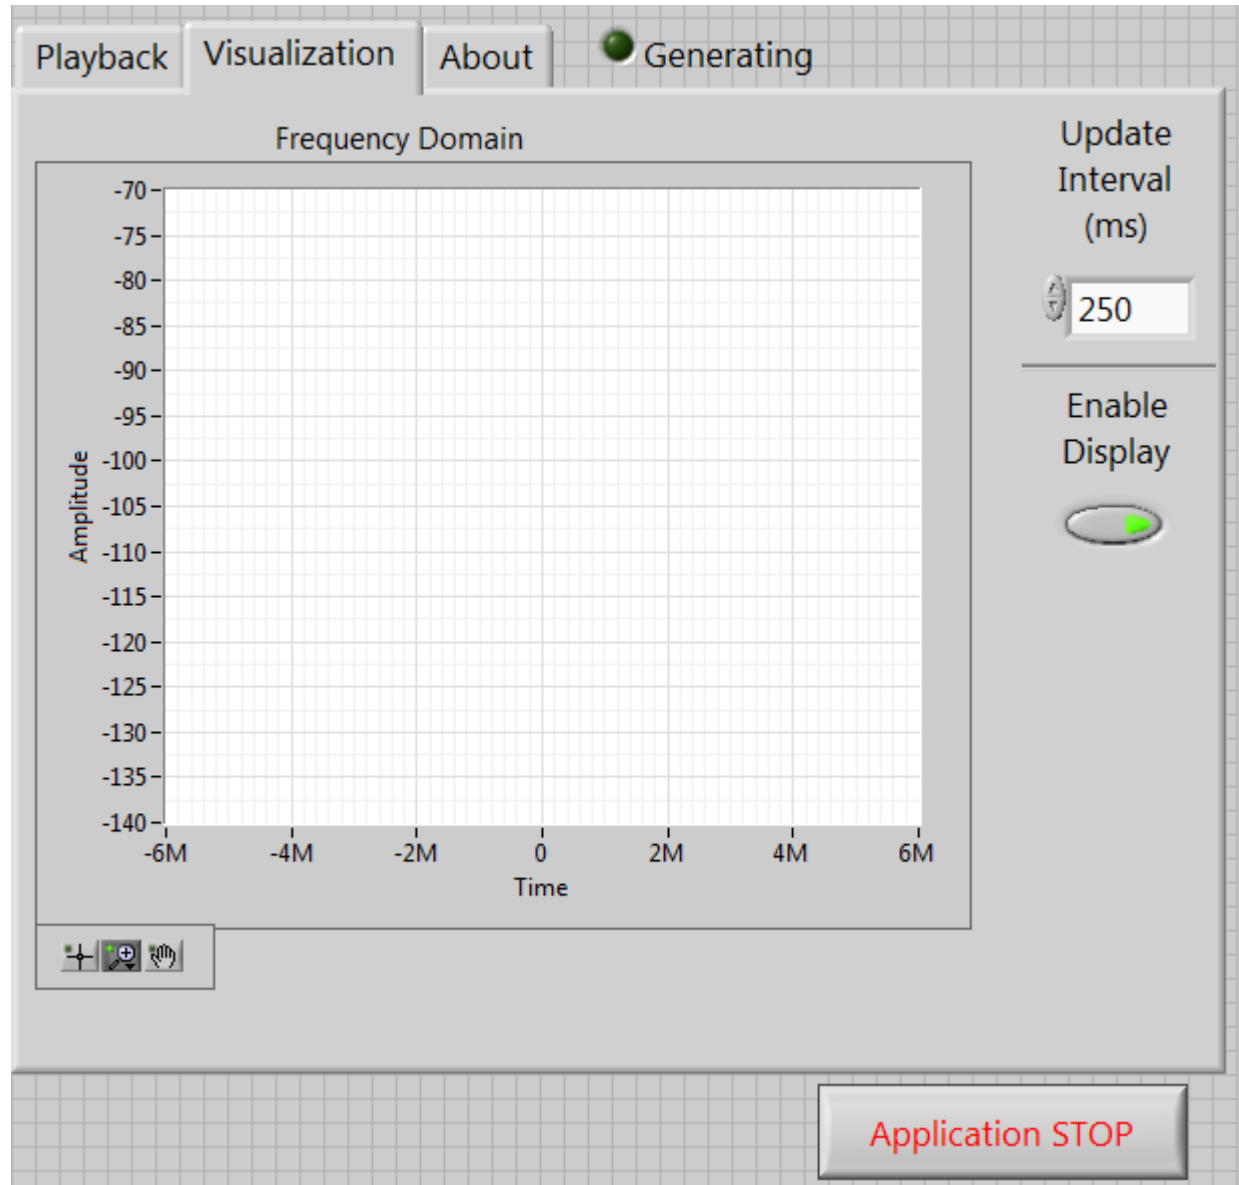 Playback Visualization About Generating
Frequency Domain
Update
Interval
(ms)
250
Enable
Display
Amplitude
-70
-75
-80
-85
-90
-95
-100
-105
-110
-115
-120
-125
-130
-135
-140
-6M -4M -2M 0 2M 4M 6M
Time
Application STOP